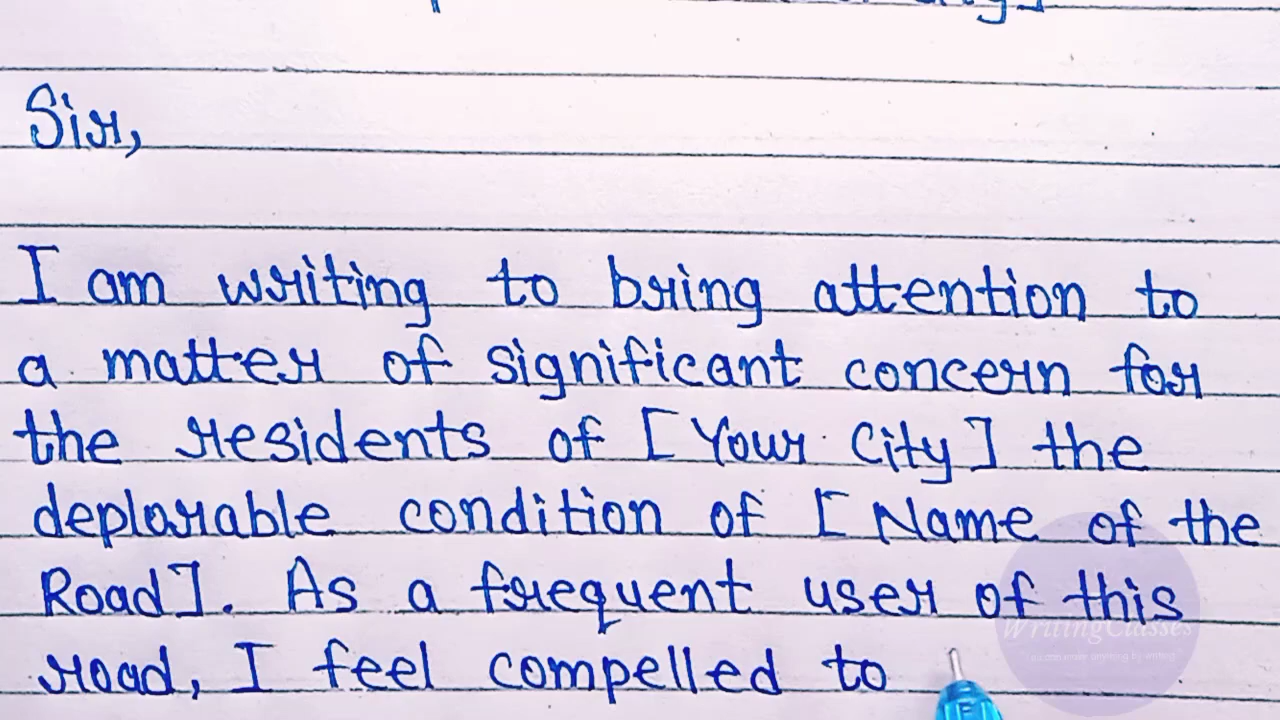 Sir,
I am writing to bring attention to
a matter of significant concern for
the residents of [Your City] the
deplorable condition of [Name of the
Road]. As a frequent user of this
road, I feel compelled to
WritingClasses